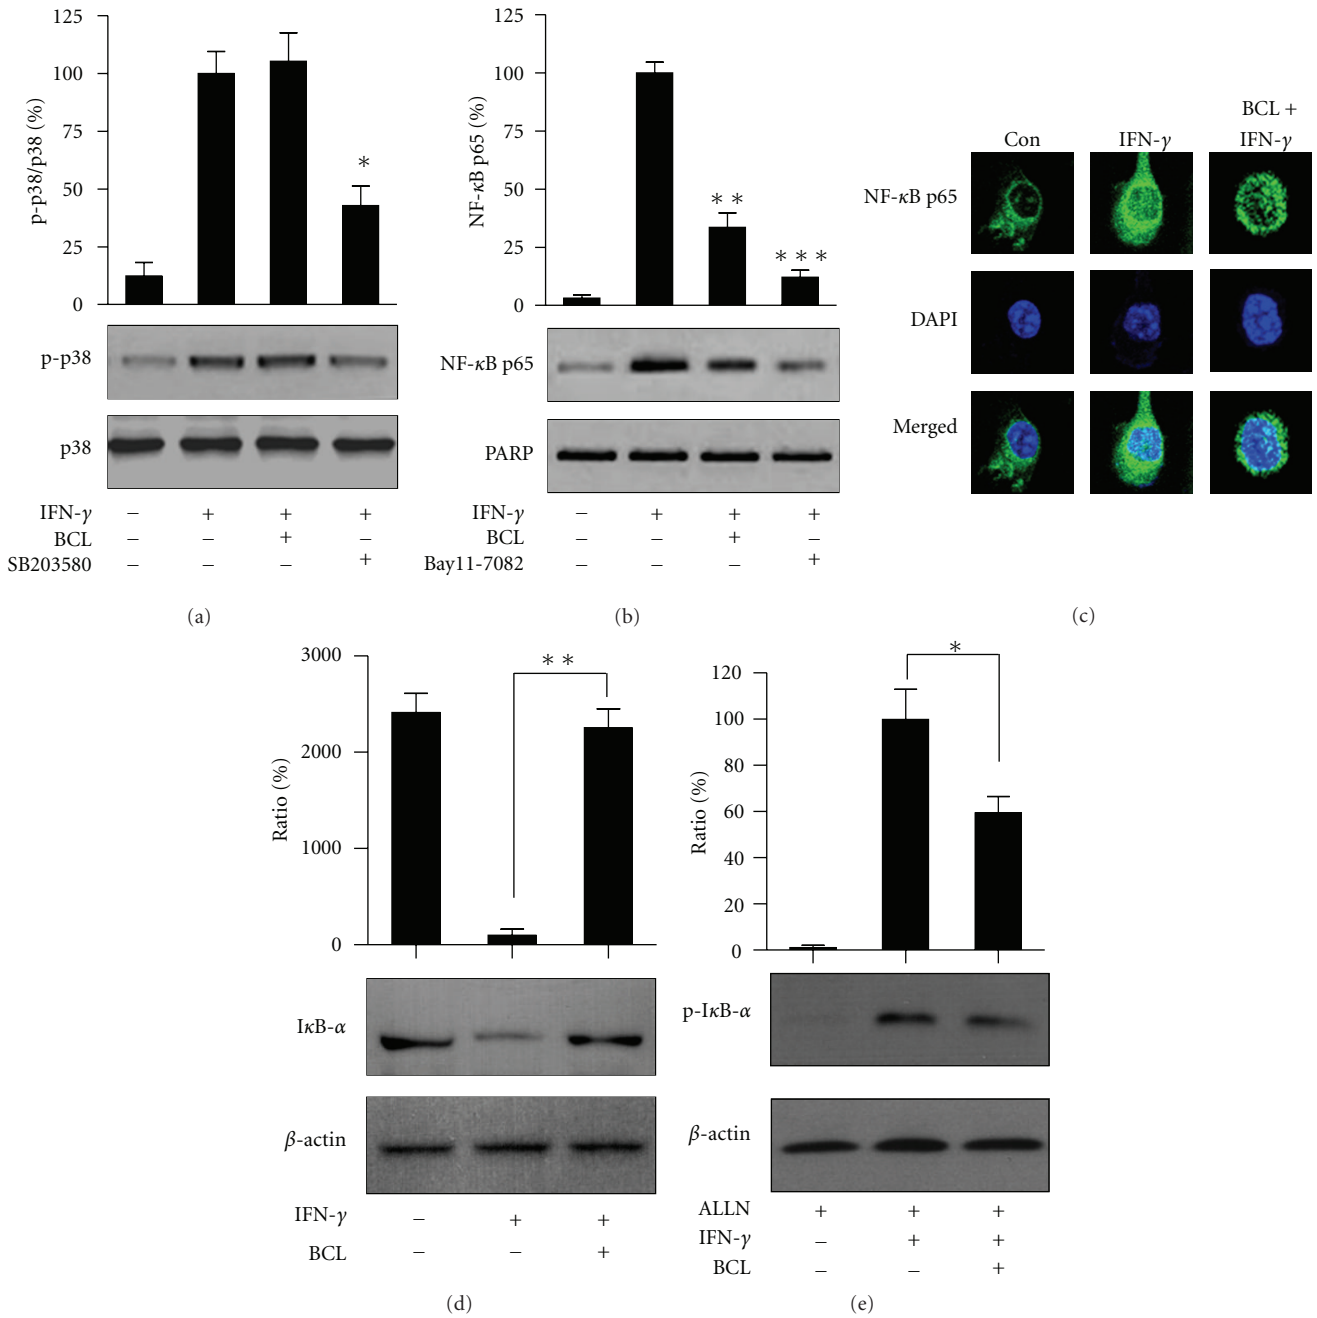 125
100
75
50
25
0
p-p38/p38 (%)
*
p-p38
p38
IFN-γ − + + +
BCL − − + −
SB203580 − − − +
(a)
125
100
75
50
25
0
NF-κB p65 (%)
**
***
NF-κB p65
PARP
IFN-γ − + + +
BCL − − + −
Bay11-7082 − − − +
(b)
BCL +
Con IFN-γ IFN-γ
NF-κB p65
DAPI
Merged
(c)
3000
2000
1000
0
Ratio (%)
**
IκB-α
β-actin
IFN-γ − + +
BCL − − +
(d)
120
100
80
60
40
20
0
Ratio (%)
*
p-IκB-α
β-actin
ALLN + + +
IFN-γ − + +
BCL − − +
(e)